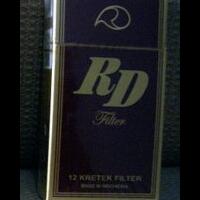 RD
Filter
12 KRETEK FILTER
MADE IN INDONESIA